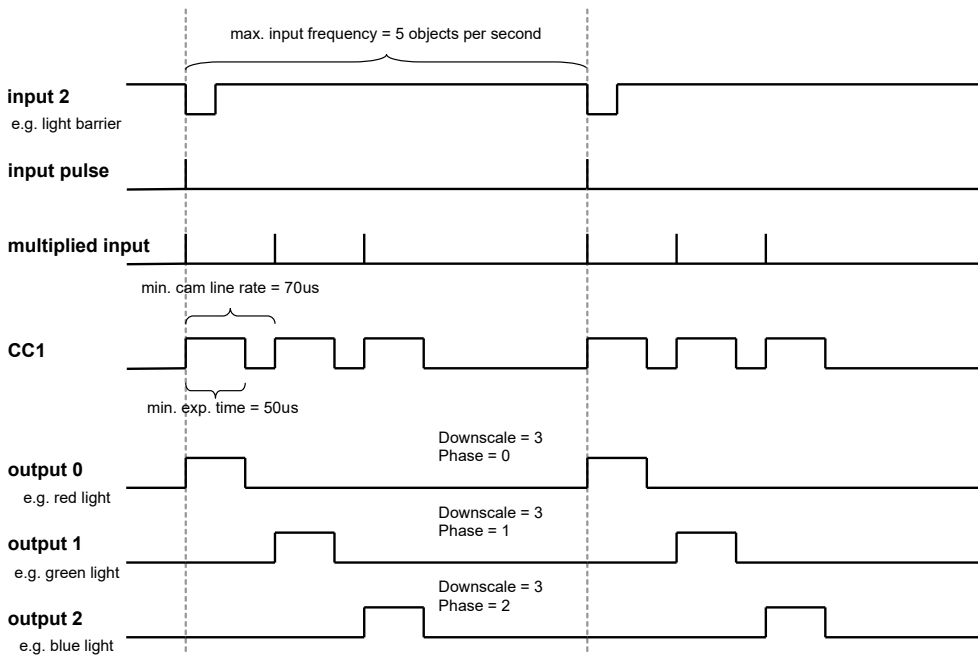 max. input frequency = 5 objects per second
input 2
e.g. light barrier
input pulse
multiplied input
min. cam line rate = 70us
CC1
min. exp. time = 50us
Downscale = 3
Phase = 0
output 0
e.g. red light
Downscale = 3
Phase = 1
output 1
e.g. green light
Downscale = 3
Phase = 2
output 2
e.g. blue light